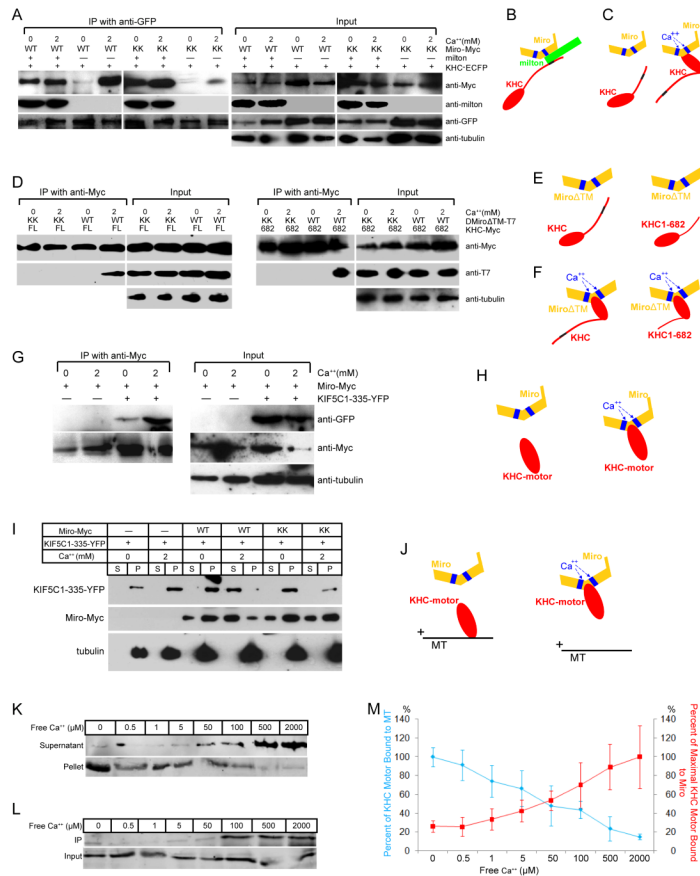 A
IP with anti-GFP
Input
0 2 0 2 0 2 0 2 0 2 0 2 0 2 0 2 Ca⁺⁺(mM)
WT WT WT WT KK KK KK KK WT WT WT WT KK KK KK KK Miro-Myc
+ + — — + + — — + + — — + + — — milton
+ + + + + + + + + + + + + + + + KHC-ECFP
anti-Myc
anti-milton
anti-GFP
anti-tubulin
B
Miro
milton
KHC
C
Miro
Ca⁺⁺
KHC
D
IP with anti-Myc
Input
IP with anti-Myc
Input
0 2 0 2 0 2 0 2 0 2 0 2 0 2 0 2 Ca⁺⁺(mM)
KK KK WT WT KK KK WT WT KK KK WT WT KK KK WT WT DMiroΔTM-T7
FL FL FL FL FL FL FL FL 682 682 682 682 682 682 682 682 KHC-Myc
anti-Myc
anti-T7
anti-tubulin
E
MiroΔTM
MiroΔTM
KHC
KHC1-682
F
Ca⁺⁺
Ca⁺⁺
MiroΔTM
MiroΔTM
KHC
KHC1-682
G
IP with anti-Myc
Input
0 2 0 2 0 2 0 2 Ca⁺⁺(mM)
+ + + + + + + + Miro-Myc
— — + + — — + + KIF5C1-335-YFP
anti-GFP
anti-Myc
anti-tubulin
H
Miro
Miro
Ca⁺⁺
KHC-motor
KHC-motor
I
Miro-Myc — — WT WT KK KK
KIF5C1-335-YFP + + + + + +
Ca⁺⁺(mM) 0 2 0 2 0 2
S P S P S P S P S P S P
KIF5C1-335-YFP
Miro-Myc
tubulin
J
Miro
Miro
Ca⁺⁺
KHC-motor
KHC-motor
+
MT
+
MT
K
Free Ca⁺⁺ (μM) 0 0.5 1 5 50 100 500 2000
Supernatant
Pellet
L
Free Ca⁺⁺ (μM) 0 0.5 1 5 50 100 500 2000
IP
Input
M
%
%
140 140
120 120
100 100
80 80
60 60
40 40
20 20
0 0
Percent of KHC Motor Bound to MT
Percent of Maximal KHC Motor Bound to Miro
0 0.5 1 5 50 100 500 2000
Free Ca⁺⁺ (μM)